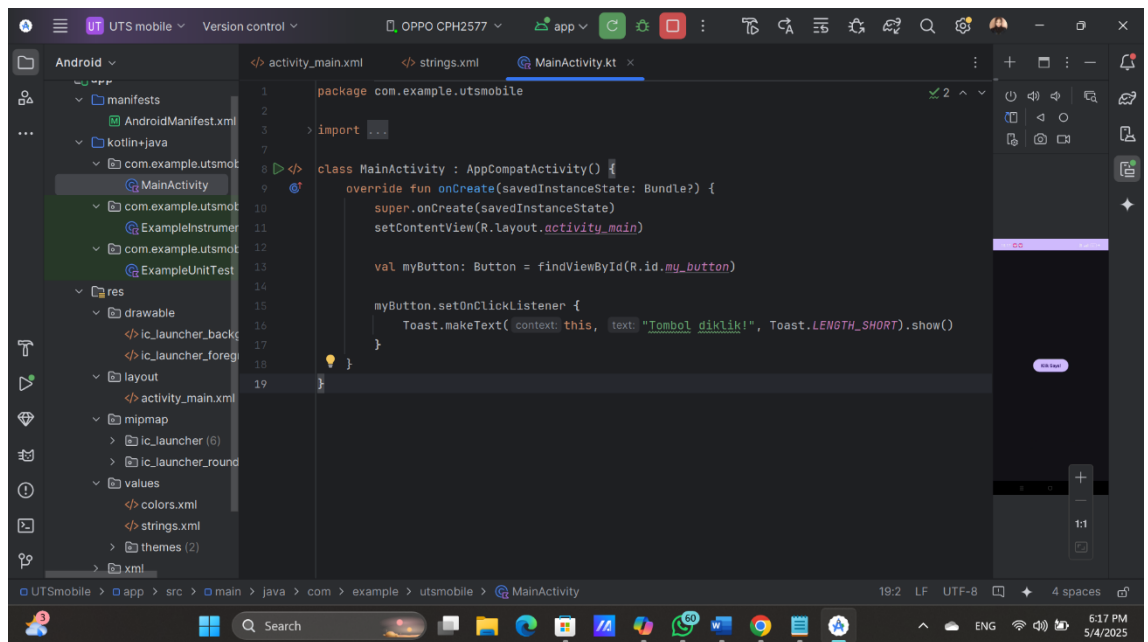 UT UTS mobile Version control OPPO CPH2577 app
Android
activity_main.xml strings.xml MainActivity.kt
manifests
AndroidManifest.xml
kotlin+java
com.example.utsmob
MainActivity
com.example.utsmob
ExampleInstrumer
com.example.utsmob
ExampleUnitTest
res
drawable
ic_launcher_backg
ic_launcher_foreg
layout
activity_main.xml
mipmap
ic_launcher (6)
ic_launcher_round
values
colors.xml
strings.xml
themes (2)
xml
1 package com.example.utsmobile
2
3 import ...
7
8 class MainActivity : AppCompatActivity() {
9 override fun onCreate(savedInstanceState: Bundle?) {
10 super.onCreate(savedInstanceState)
11 setContentView(R.layout.activity_main)
12
13 val myButton: Button = findViewById(R.id.my_button)
14
15 myButton.setOnClickListener {
16 Toast.makeText( context: this, text: "Tombol diklik!", Toast.LENGTH_SHORT).show()
17 }
18 }
19 }
2
1:1
UTSmobile > app > src > main > java > com > example > utsmobile > MainActivity 19:2 LF UTF-8 4 spaces
3 Search 60 ENG 6:17 PM
5/4/2025